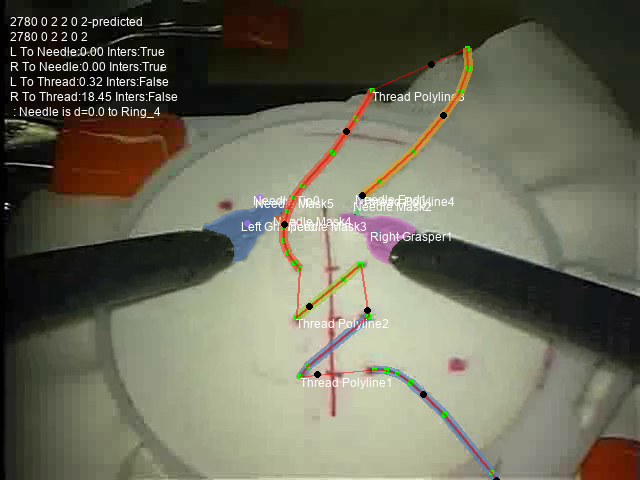 2780 0 2 2 0 2-predicted
2780 0 2 2 0 2
L To Needle:0.00 Inters:True
R To Needle:0.00 Inters:True
L To Thread:0.32 Inters:False
R To Thread:18.45 Inters:False
: Needle is d=0.0 to Ring_4
Thread Polyline3
Needle Mask5
Needle Mask2
Needle Mask4
Needle Mask3
Right Grasper1
Thread Polyline2
Thread Polyline1